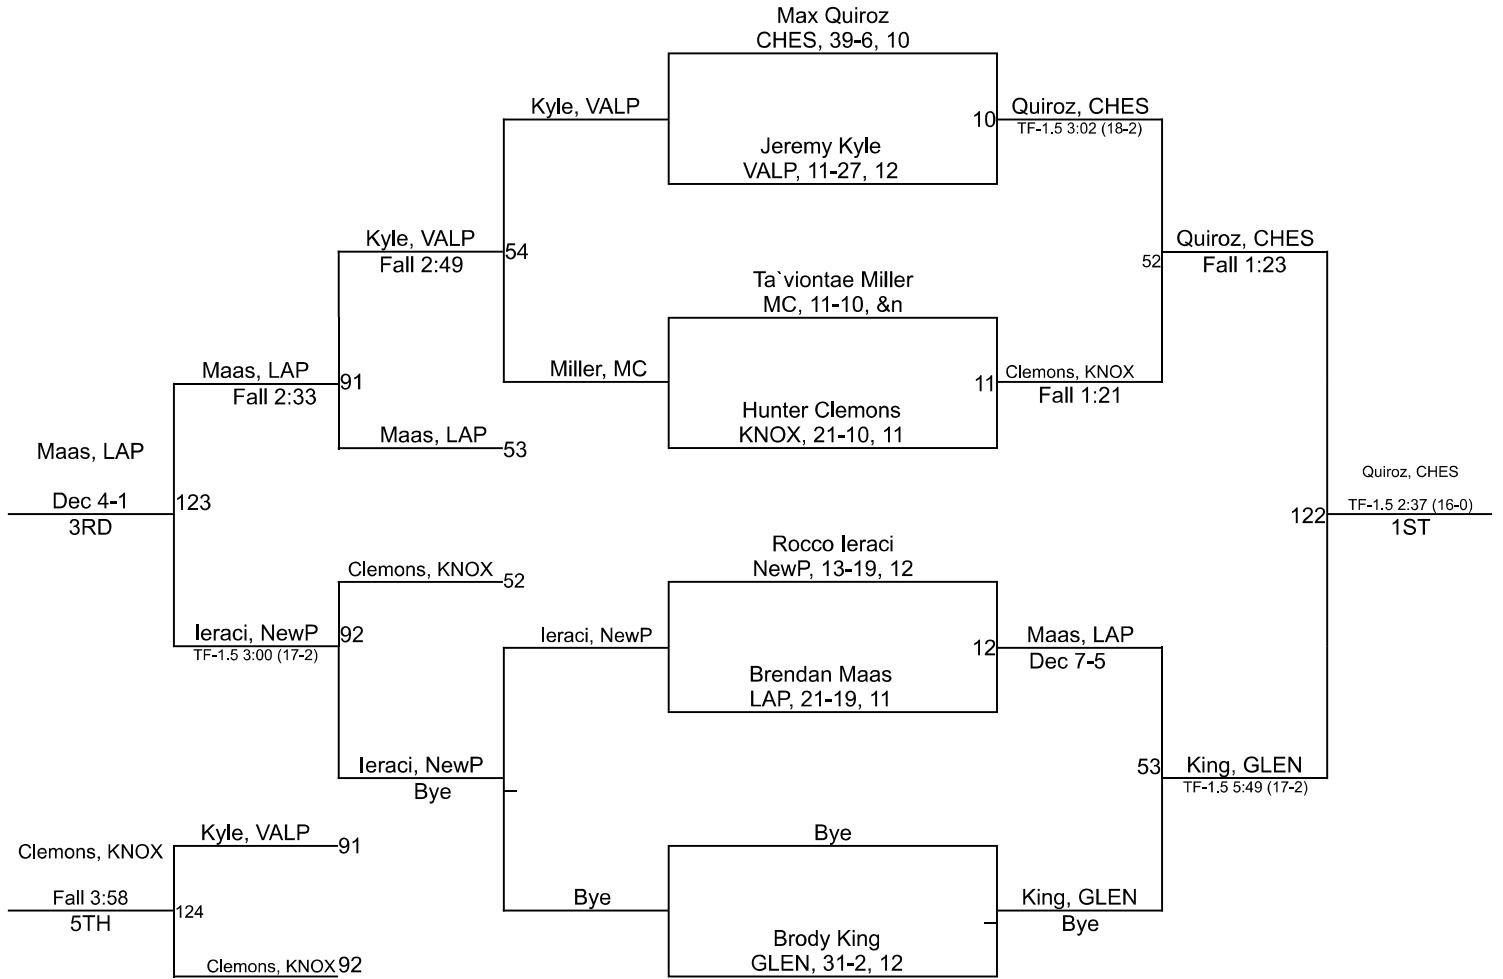 Max Quiroz
CHES, 39-6, 10
Kyle, VALP
10
Quiroz, CHES
TF-1.5 3:02 (18-2)
Jeremy Kyle
VALP, 11-27, 12
Kyle, VALP
Fall 2:49
54
Quiroz, CHES
Fall 1:23
52
Ta`viontae Miller
MC, 11-10, &n
Maas, LAP
Fall 2:33
91
Miller, MC
11
Clemons, KNOX
Fall 1:21
Hunter Clemons
KNOX, 21-10, 11
Maas, LAP
53
Maas, LAP
Dec 4-1
3RD
123
Quiroz, CHES
TF-1.5 2:37 (16-0)
1ST
122
Rocco Ieraci
NewP, 13-19, 12
Clemons, KNOX
52
Ieraci, NewP
TF-1.5 3:00 (17-2)
92
Ieraci, NewP
12
Maas, LAP
Dec 7-5
Brendan Maas
LAP, 21-19, 11
Ieraci, NewP
Bye
53
King, GLEN
TF-1.5 5:49 (17-2)
Kyle, VALP
91
Bye
Clemons, KNOX
Fall 3:58
5TH
124
Bye
King, GLEN
Bye
Brody King
GLEN, 31-2, 12
Clemons, KNOX
92